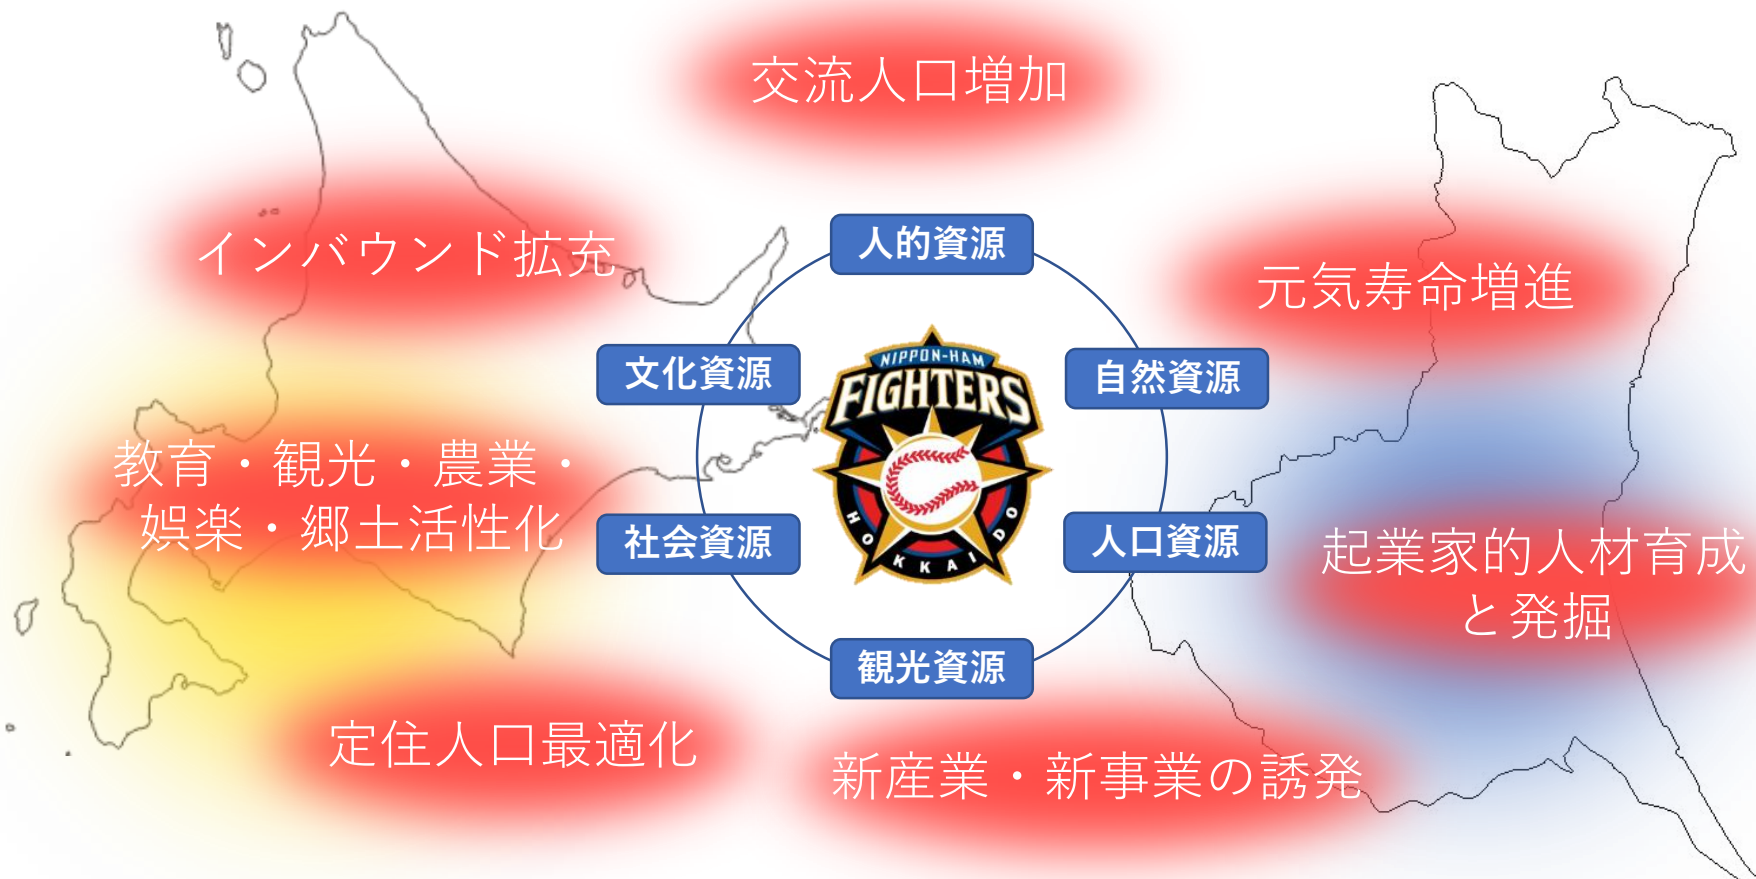 交流人口増加
インバウンド拡充
人的資源
元気寿命増進
文化資源
自然資源
NIPPON-HAM
FIGHTERS
HOKKAIDO
教育・観光・農業・
娯楽・郷土活性化
社会資源
人口資源
起業家的人材育成
と発掘
観光資源
定住人口最適化
新産業・新事業の誘発